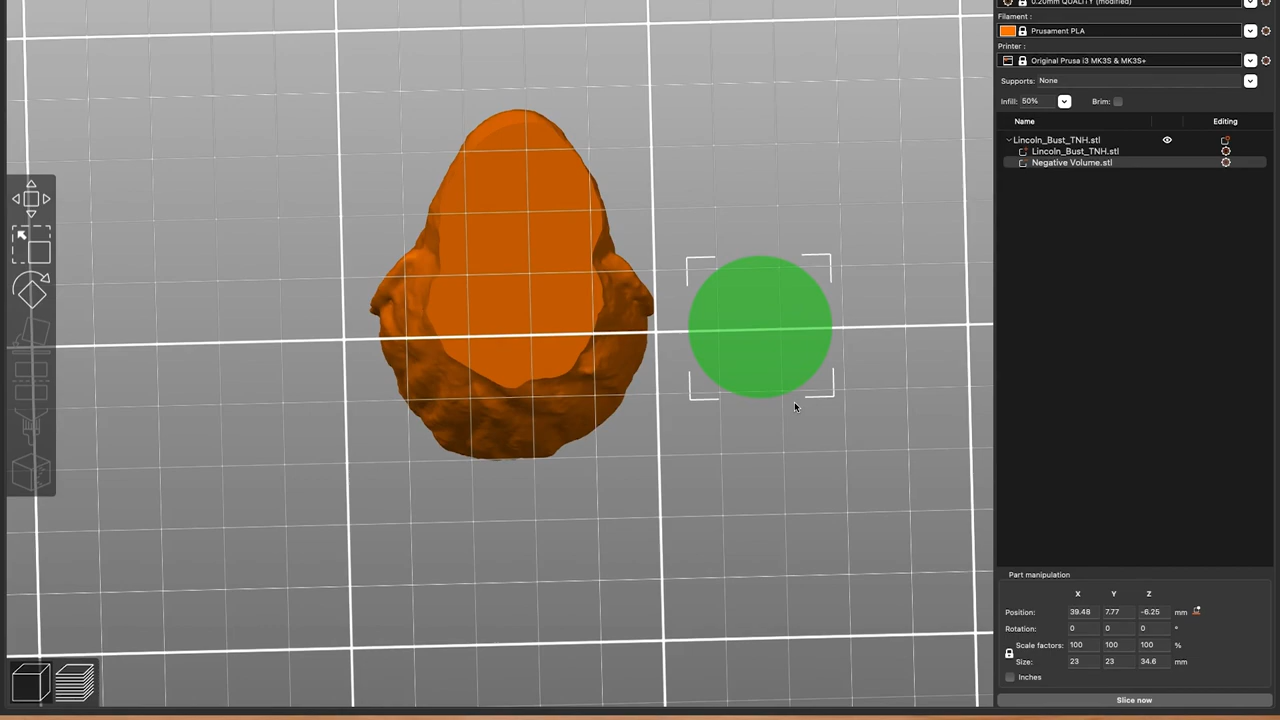 0.20mm QUALITY (modified)
Filament :
Prusament PLA
Printer :
Original Prusa i3 MK3S & MK3S+
Supports: None
Infill: 50% Brim:
Name Editing
Lincoln_Bust_TNH.stl
Lincoln_Bust_TNH.stl
Negative Volume.stl
Part manipulation
X Y Z
Position: 39.48 7.77 -6.25 mm
Rotation: 0 0 0 °
Scale factors: 100 100 100 %
Size: 23 23 34.6 mm
Inches
Slice now